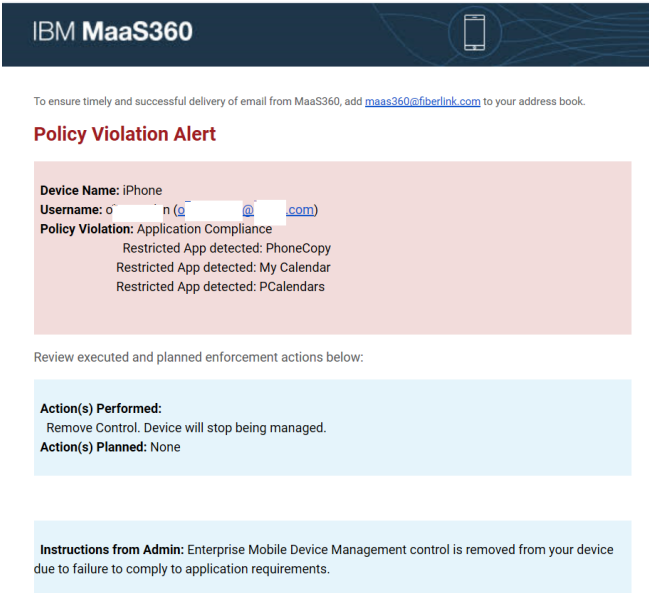 IBM MaaS360
To ensure timely and successful delivery of email from MaaS360, add maas360@fiberlink.com to your address book.
Policy Violation Alert
Device Name: iPhone
Username: o n (o @ .com)
Policy Violation: Application Compliance
Restricted App detected: PhoneCopy
Restricted App detected: My Calendar
Restricted App detected: PCalendars
Review executed and planned enforcement actions below:
Action(s) Performed:
Remove Control. Device will stop being managed.
Action(s) Planned: None
Instructions from Admin: Enterprise Mobile Device Management control is removed from your device
due to failure to comply to application requirements.